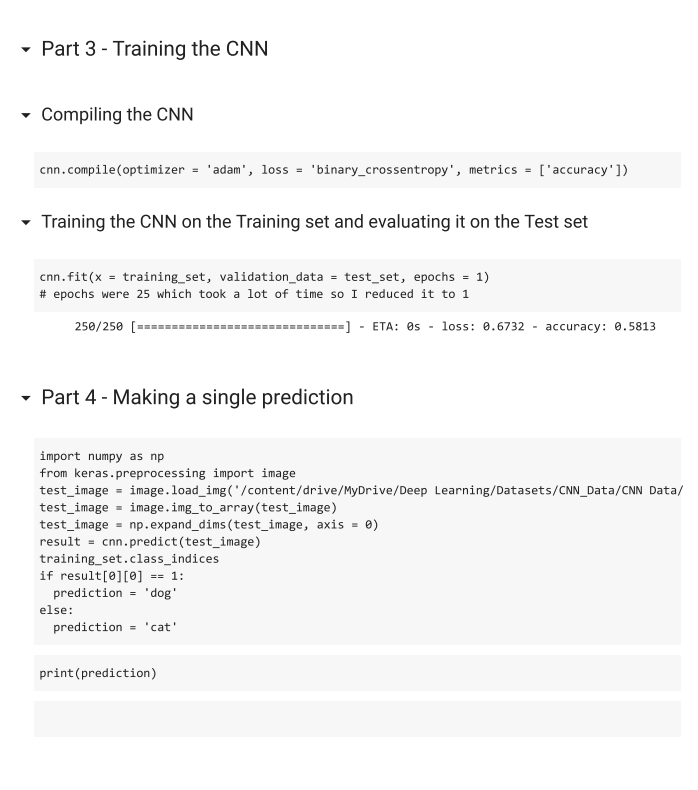 Part 3 - Training the CNN
Compiling the CNN
cnn.compile(optimizer = 'adam', loss = 'binary_crossentropy', metrics = ['accuracy'])
Training the CNN on the Training set and evaluating it on the Test set
cnn.fit(x = training_set, validation_data = test_set, epochs = 1)
# epochs were 25 which took a lot of time so I reduced it to 1
250/250 [==============================] - ETA: 0s - loss: 0.6732 - accuracy: 0.5813
Part 4 - Making a single prediction
import numpy as np
from keras.preprocessing import image
test_image = image.load_img('/content/drive/MyDrive/Deep Learning/Datasets/CNN_Data/CNN Data/
test_image = image.img_to_array(test_image)
test_image = np.expand_dims(test_image, axis = 0)
result = cnn.predict(test_image)
training_set.class_indices
if result[0][0] == 1:
  prediction = 'dog'
else:
  prediction = 'cat'
print(prediction)